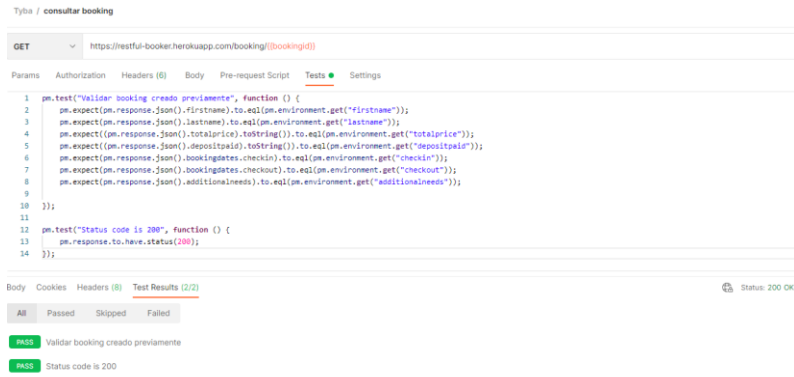 Tyba / consultar booking
GET https://restful-booker.herokuapp.com/booking/{{bookingid}}
Params Authorization Headers (6) Body Pre-request Script Tests Settings
1 pm.test("Validar booking creado previamente", function () {
2 pm.expect(pm.response.json().firstname).to.eql(pm.environment.get("firstname"));
3 pm.expect(pm.response.json().lastname).to.eql(pm.environment.get("lastname"));
4 pm.expect((pm.response.json().totalprice).toString()).to.eql(pm.environment.get("totalprice"));
5 pm.expect((pm.response.json().depositpaid).toString()).to.eql(pm.environment.get("depositpaid"));
6 pm.expect(pm.response.json().bookingdates.checkin).to.eql(pm.environment.get("checkin"));
7 pm.expect(pm.response.json().bookingdates.checkout).to.eql(pm.environment.get("checkout"));
8 pm.expect(pm.response.json().additionalneeds).to.eql(pm.environment.get("additionalneeds"));
9
10 });
11
12 pm.test("Status code is 200", function () {
13 pm.response.to.have.status(200);
14 });
Body Cookies Headers (8) Test Results (2/2) Status: 200 OK
All Passed Skipped Failed
PASS Validar booking creado previamente
PASS Status code is 200